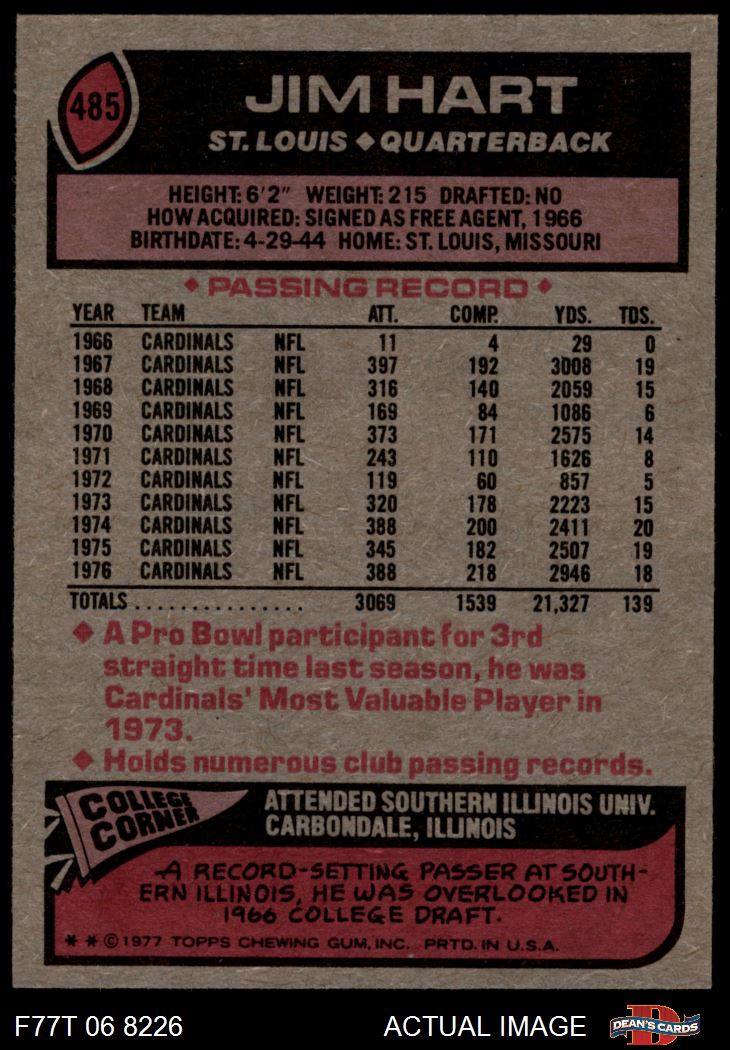 485
JIM HART
ST. LOUIS ◆ QUARTERBACK
HEIGHT: 6'2" WEIGHT: 215 DRAFTED: NO
HOW ACQUIRED: SIGNED AS FREE AGENT, 1966
BIRTHDATE: 4-29-44 HOME: ST. LOUIS, MISSOURI
◆ PASSING RECORD ◆
YEAR TEAM ATT. COMP. YDS. TDS.
1966 CARDINALS NFL 11 4 29 0
1967 CARDINALS NFL 397 192 3008 19
1968 CARDINALS NFL 316 140 2059 15
1969 CARDINALS NFL 169 84 1086 6
1970 CARDINALS NFL 373 171 2575 14
1971 CARDINALS NFL 243 110 1626 8
1972 CARDINALS NFL 119 60 857 5
1973 CARDINALS NFL 320 178 2223 15
1974 CARDINALS NFL 388 200 2411 20
1975 CARDINALS NFL 345 182 2507 19
1976 CARDINALS NFL 388 218 2946 18
TOTALS ................ 3069 1539 21,327 139
◆ A Pro Bowl participant for 3rd
straight time last season, he was
Cardinals' Most Valuable Player in
1973.
◆ Holds numerous club passing records.
COLLEGE
CORNER
ATTENDED SOUTHERN ILLINOIS UNIV.
CARBONDALE, ILLINOIS
A RECORD-SETTING PASSER AT SOUTH-
ERN ILLINOIS, HE WAS OVERLOOKED IN
1966 COLLEGE DRAFT.
* * © 1977 TOPPS CHEWING GUM, INC. PRTD. IN U.S.A.
F77T 06 8226 ACTUAL IMAGE
D
DEAN'S CARDS